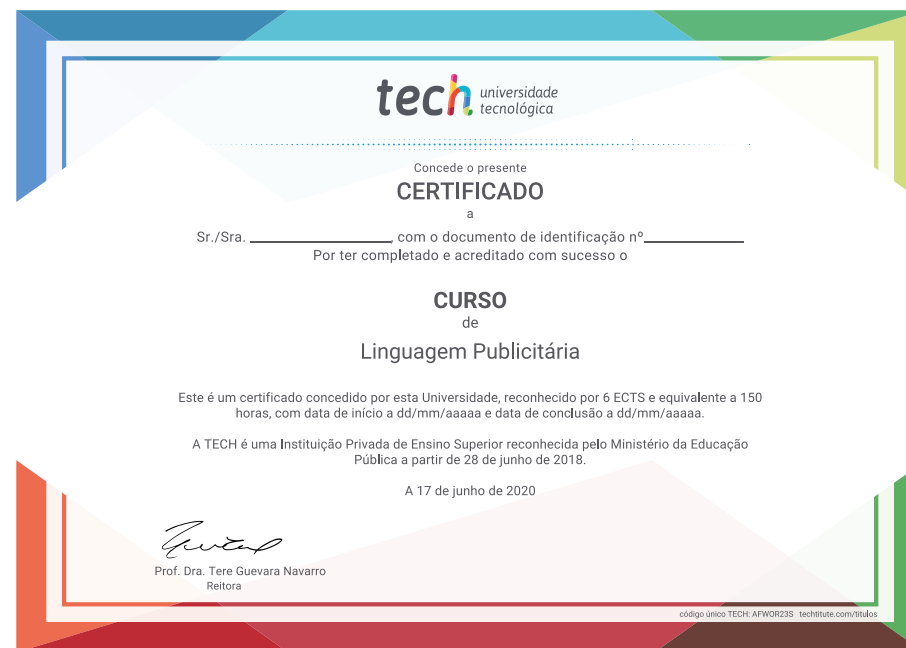 tech universidade
tecnológica
Concede o presente
CERTIFICADO
a
Sr./Sra. ________________, com o documento de identificação nº____________
Por ter completado e acreditado com sucesso o
CURSO
de
Linguagem Publicitária
Este é um certificado concedido por esta Universidade, reconhecido por 6 ECTS e equivalente a 150
horas, com data de início a dd/mm/aaaaa e data de conclusão a dd/mm/aaaaa.
A TECH é uma Instituição Privada de Ensino Superior reconhecida pelo Ministério da Educação
Pública a partir de 28 de junho de 2018.
A 17 de junho de 2020
Prof. Dra. Tere Guevara Navarro
Reitora
código único TECH: AFWOR23S techtitute.com/titulos